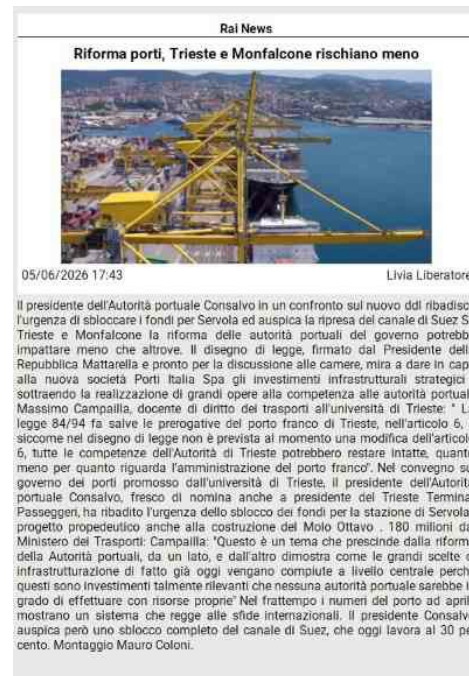 Rai News
Riforma porti, Trieste e Monfalcone rischiano meno
05/06/2026 17:43 Livia Liberatore
Il presidente dell'Autorità portuale Consalvo in un confronto sul nuovo ddl ribadisc
l'urgenza di sbloccare i fondi per Servola ed auspica la ripresa del canale di Suez S
Trieste e Monfalcone la riforma delle autorità portuali del governo potrebb
impattare meno che altrove. Il disegno di legge, firmato dal Presidente dell
Repubblica Mattarella e pronto per la discussione alle camere, mira a dare in cap
alla nuova società Porti Italia Spa gli investimenti infrastrutturali strategici
sottraendo la realizzazione di grandi opere alla competenza alle autorità portual
Massimo Campailla, docente di diritto dei trasporti all'università di Trieste: " L
legge 84/94 fa salve le prerogative del porto franco di Trieste, nell'articolo 6,
siccome nel disegno di legge non è prevista al momento una modifica dell'articol
6, tutte le competenze dell'Autorità di Trieste potrebbero restare intatte, quant
meno per quanto riguarda l'amministrazione del porto franco". Nel convegno su
governo dei porti promosso dall'università di Trieste, il presidente dell'Autorit
portuale Consalvo, fresco di nomina anche a presidente del Trieste Termina
Passeggeri, ha ribadito l'urgenza dello sblocco dei fondi per la stazione di Servola
progetto propedeutico anche alla costruzione del Molo Ottavo . 180 milioni da
Ministero dei Trasporti: Campailla: "Questo è un tema che prescinde dalla riform
della Autorità portuali, da un lato, e dall'altro dimostra come le grandi scelte d
infrastrutturazione di fatto già oggi vengano compiute a livello centrale perch
questi sono investimenti talmente rilevanti che nessuna autorità portuale sarebbe i
grado di effettuare con risorse proprie" Nel frattempo i numeri del porto ad april
mostrano un sistema che regge alle sfide internazionali. Il presidente Consalv
auspica però uno sblocco completo del canale di Suez, che oggi lavora al 30 pe
cento. Montaggio Mauro Coloni.